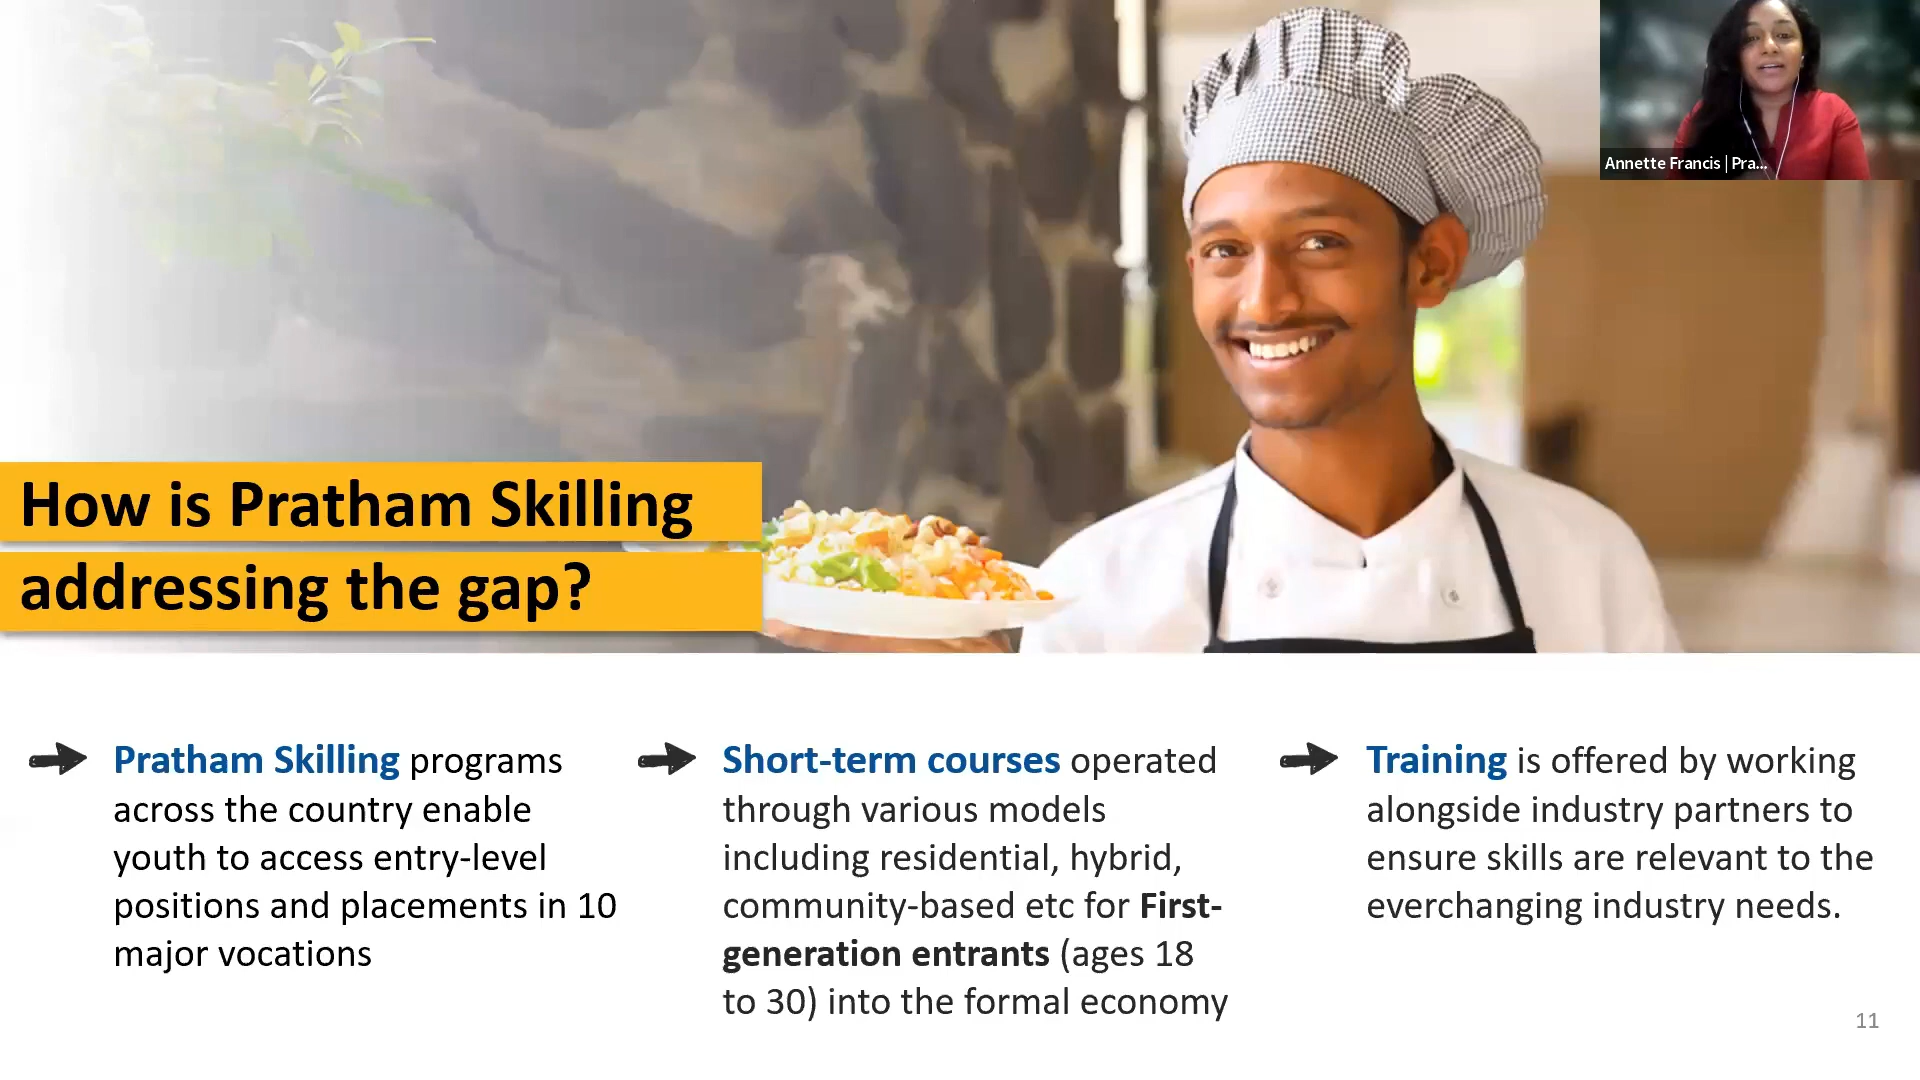 Annette Francis | Pra...
How is Pratham Skilling
addressing the gap?
Pratham Skilling programs
across the country enable
youth to access entry-level
positions and placements in 10
major vocations
Short-term courses operated
through various models
including residential, hybrid,
community-based etc for First-
generation entrants (ages 18
to 30) into the formal economy
Training is offered by working
alongside industry partners to
ensure skills are relevant to the
everchanging industry needs.
11